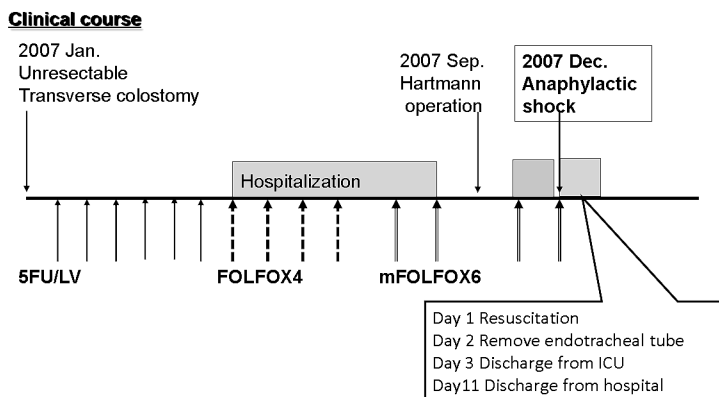 Clinical course
2007 Jan.
Unresectable
Transverse colostomy
2007 Sep.
Hartmann
operation
2007 Dec.
Anaphylactic
shock
Hospitalization
5FU/LV
FOLFOX4
mFOLFOX6
Day 1 Resuscitation
Day 2 Remove endotracheal tube
Day 3 Discharge from ICU
Day11 Discharge from hospital